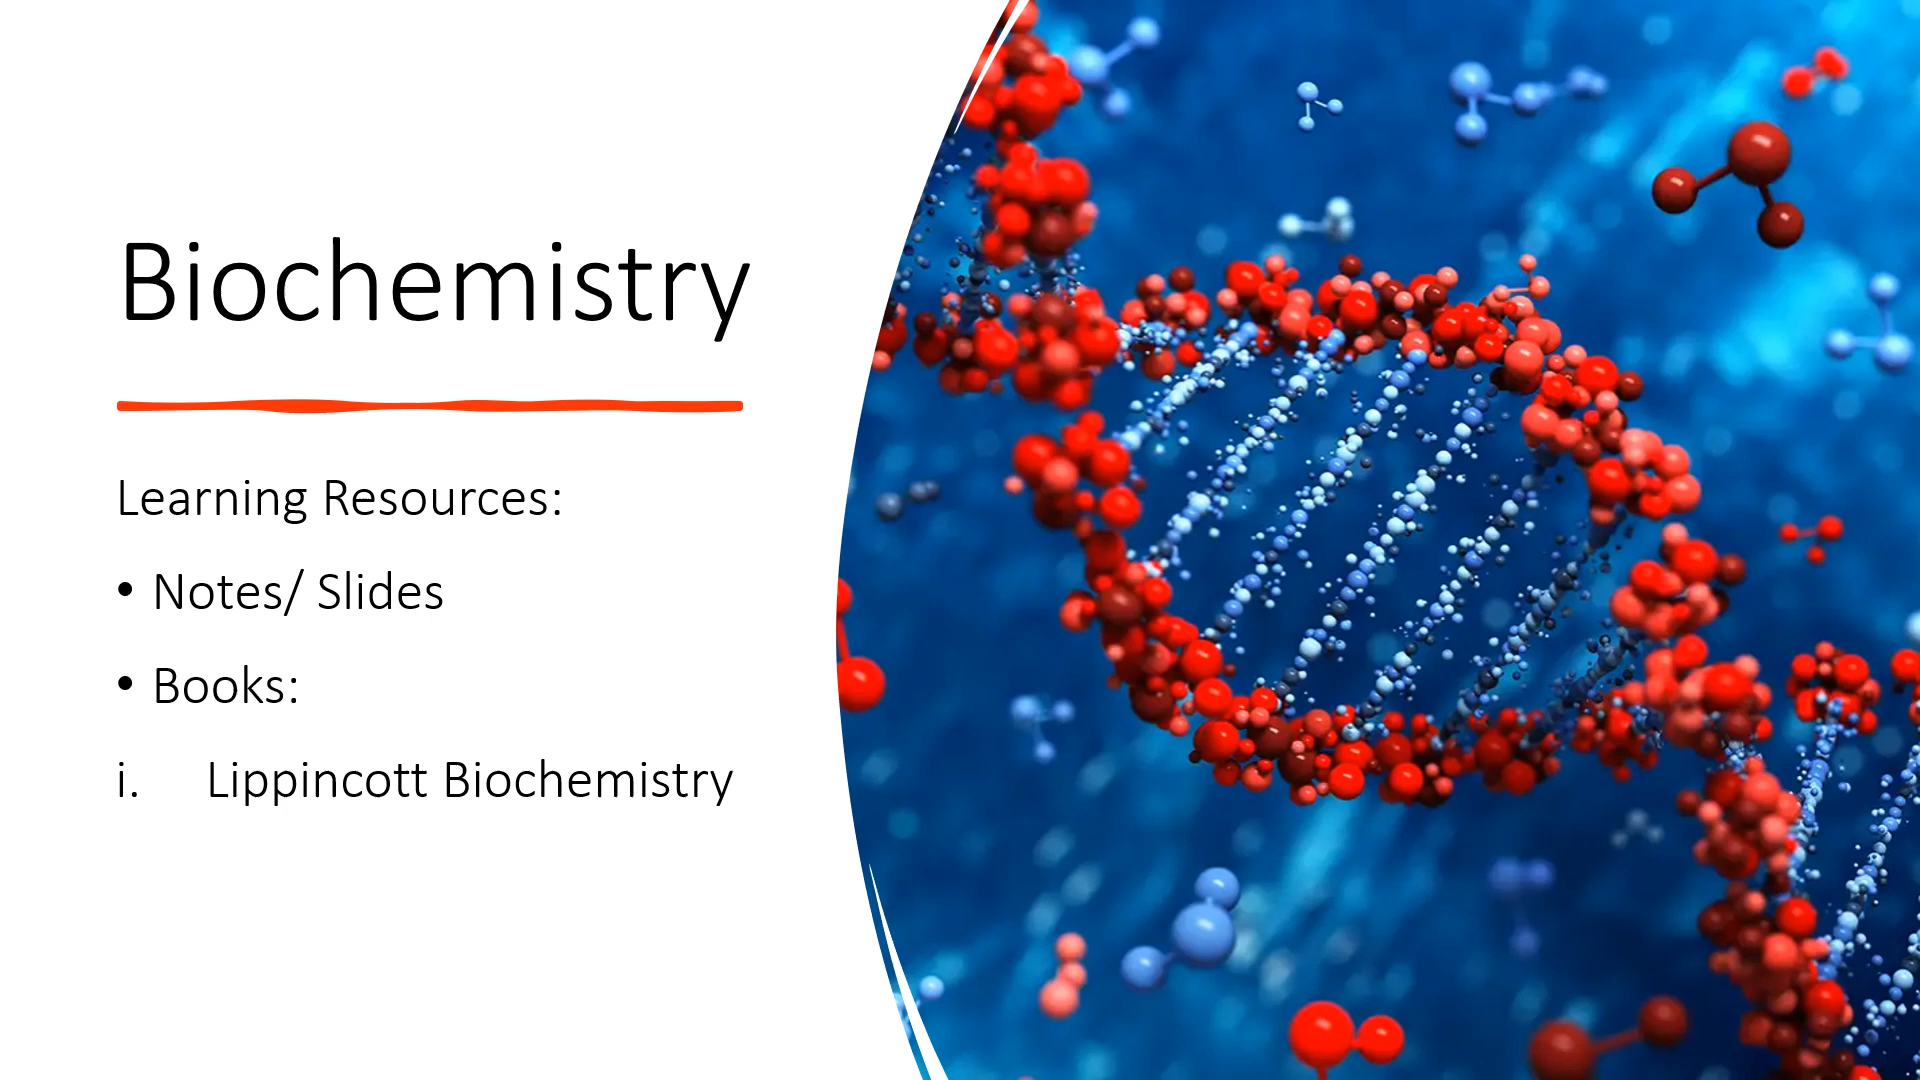 Biochemistry
Learning Resources:
• Notes/ Slides
• Books:
i. Lippincott Biochemistry